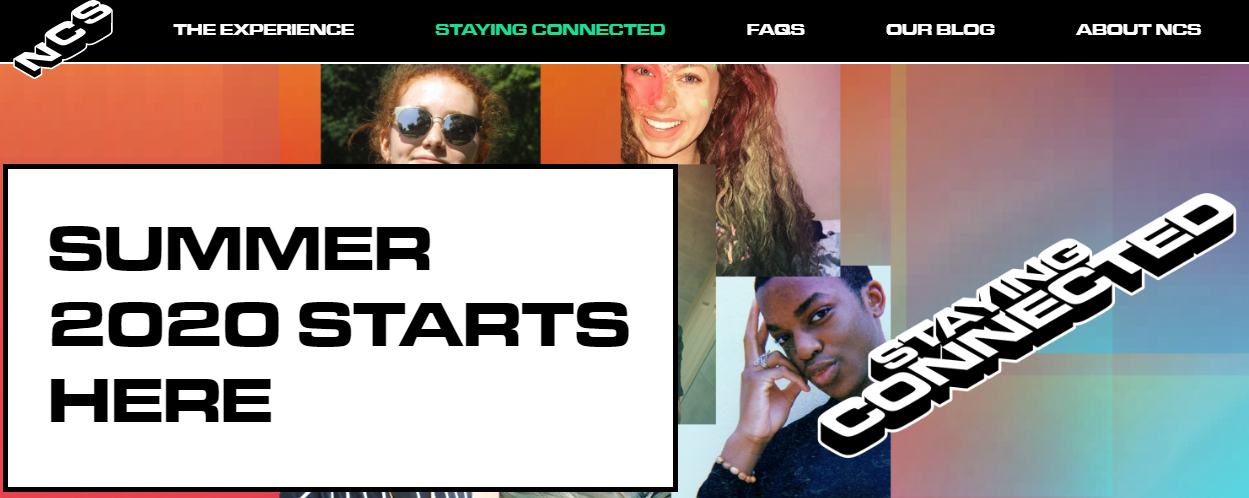 NCS
THE EXPERIENCE
STAYING CONNECTED
FAQS
OUR BLOG
ABOUT NCS
SUMMER
2020 STARTS
HERE
STAYING
CONNECTED